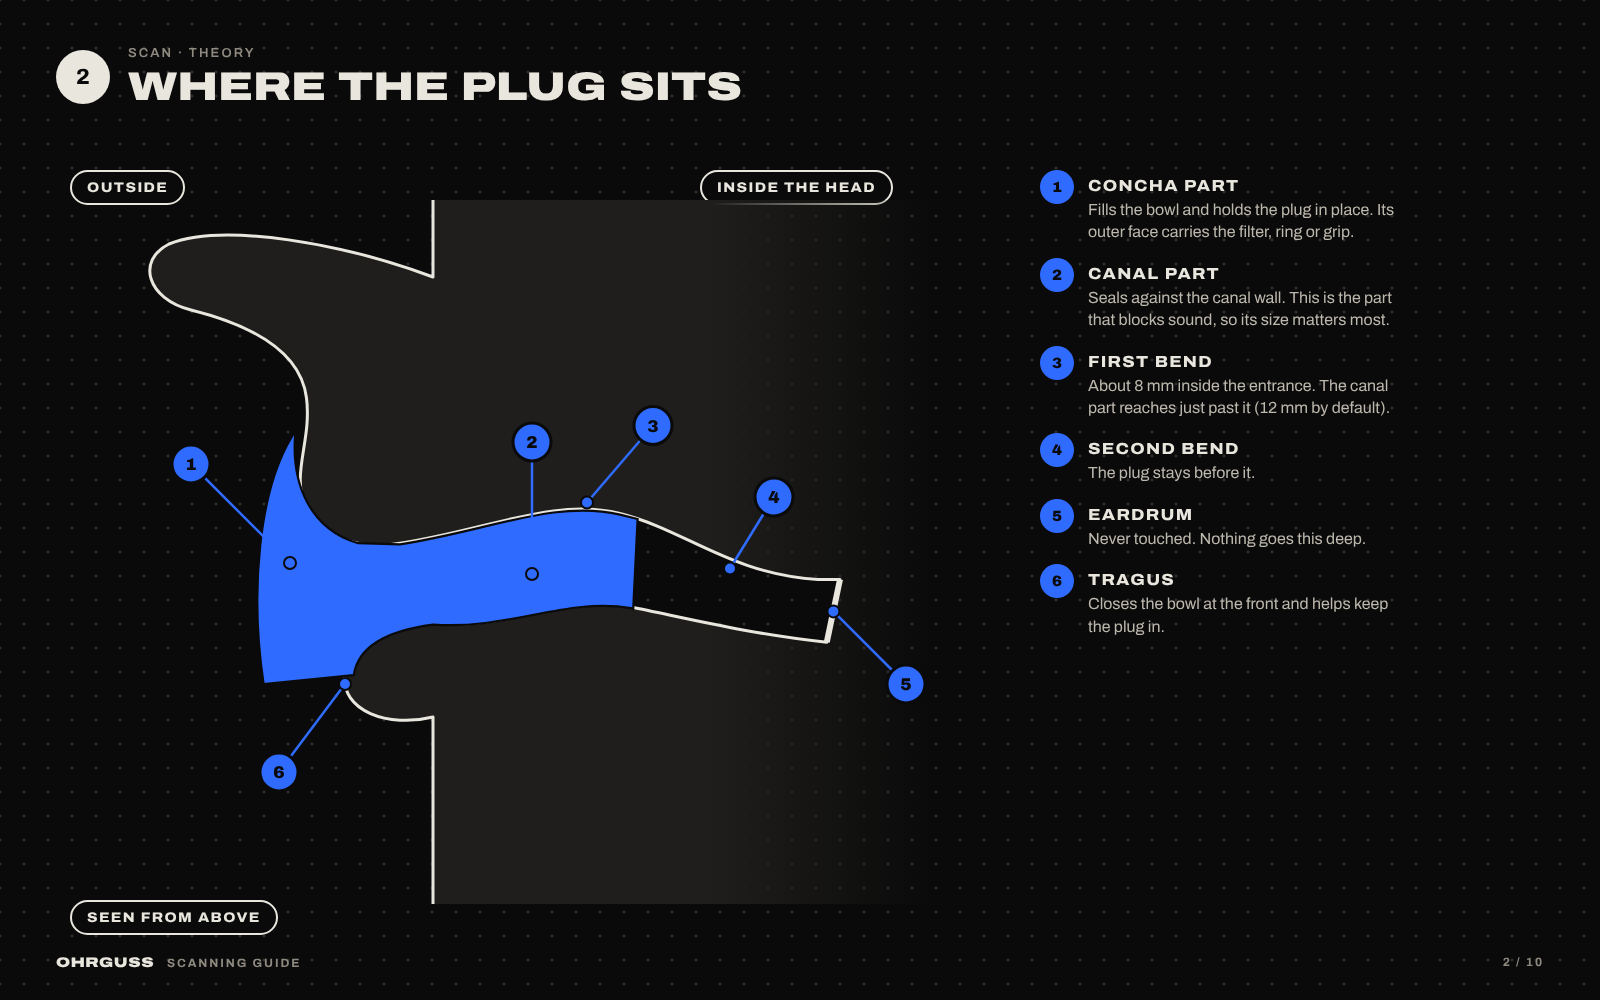 2
SCAN · THEORY
WHERE THE PLUG SITS
OUTSIDE
INSIDE THE HEAD
1
2
3
4
5
6
SEEN FROM ABOVE
1 CONCHA PART
Fills the bowl and holds the plug in place. Its
outer face carries the filter, ring or grip.
2 CANAL PART
Seals against the canal wall. This is the part
that blocks sound, so its size matters most.
3 FIRST BEND
About 8 mm inside the entrance. The canal
part reaches just past it (12 mm by default).
4 SECOND BEND
The plug stays before it.
5 EARDRUM
Never touched. Nothing goes this deep.
6 TRAGUS
Closes the bowl at the front and helps keep
the plug in.
OHRGUSS SCANNING GUIDE
2 / 10